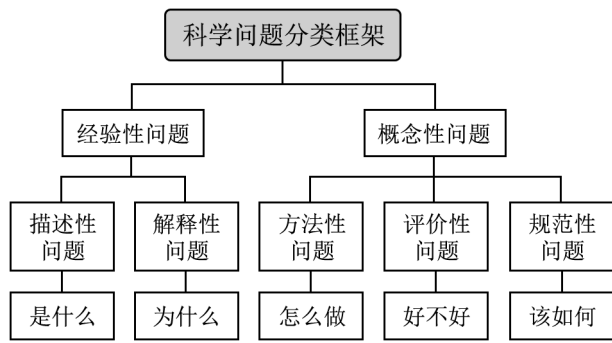 科学问题分类框架
经验性问题
概念性问题
描述性
问题
解释性
问题
方法性
问题
评价性
问题
规范性
问题
是什么
为什么
怎么做
好不好
该如何